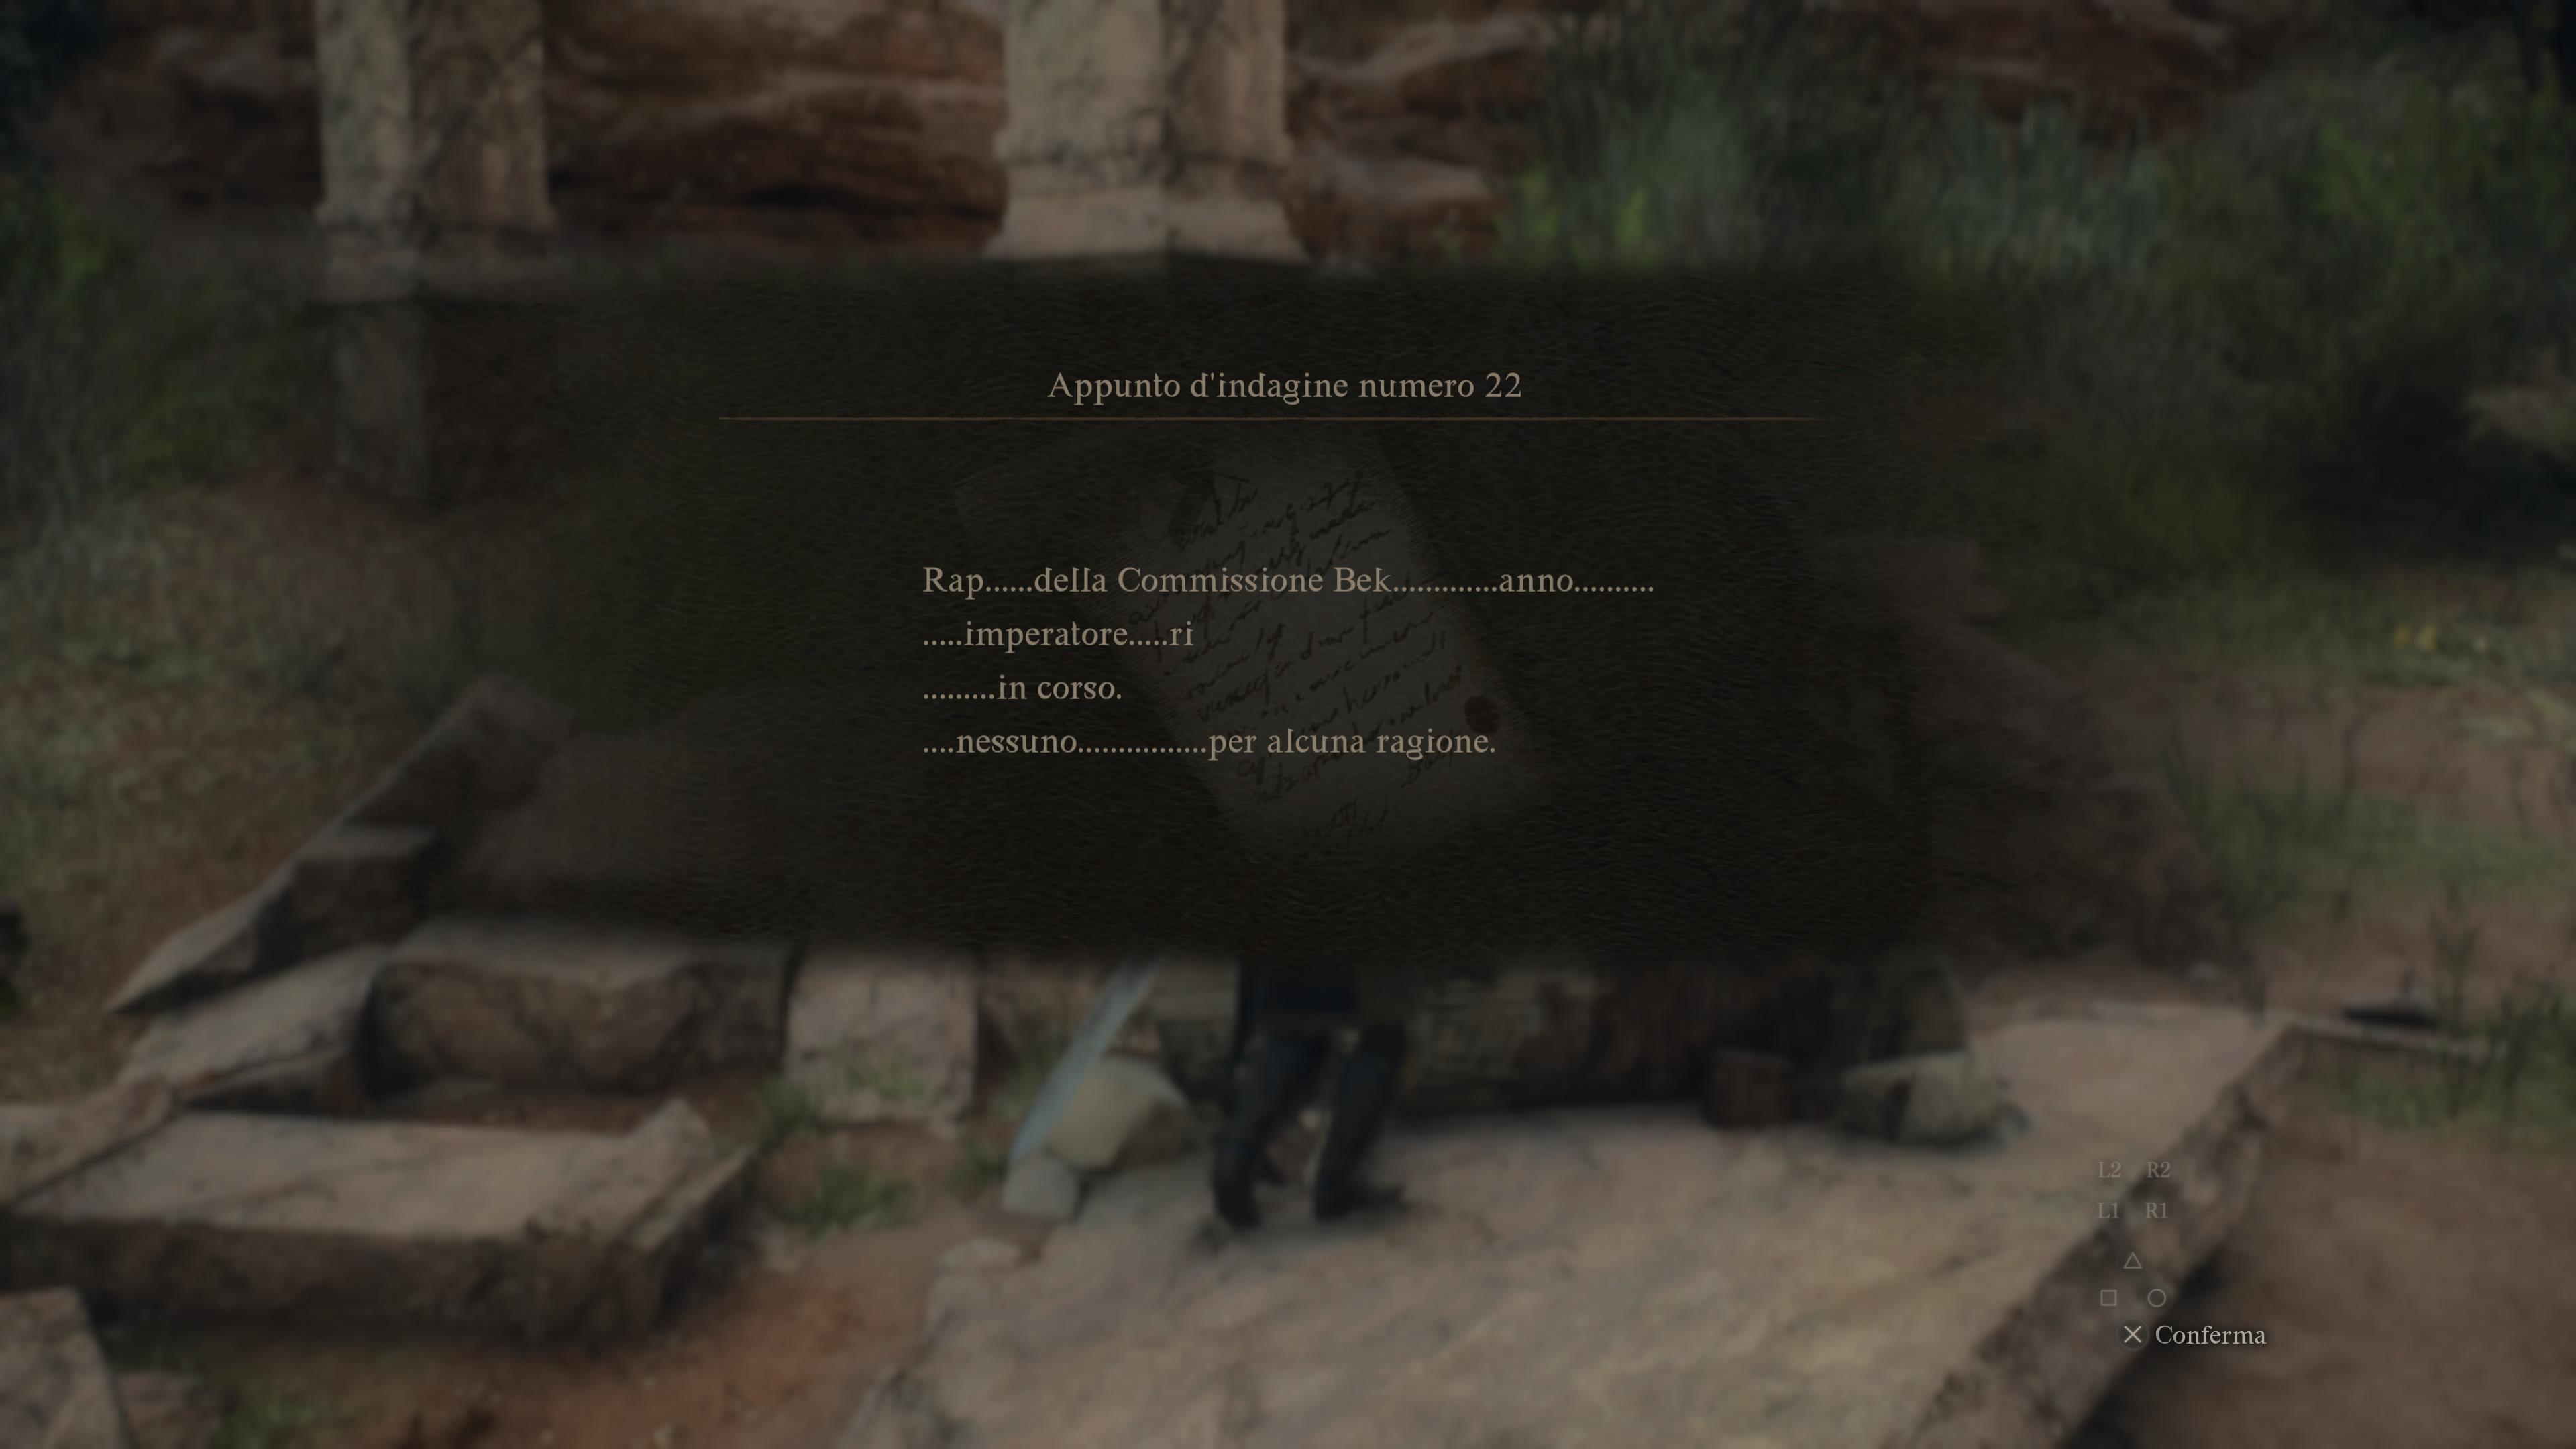 Appunto d'indagine numero 22
Rap......della Commissione Bek.............anno..........
.....imperatore.....ri
.........in corso.
....nessuno................per alcuna ragione.
L2 R2
L1 R1
Conferma